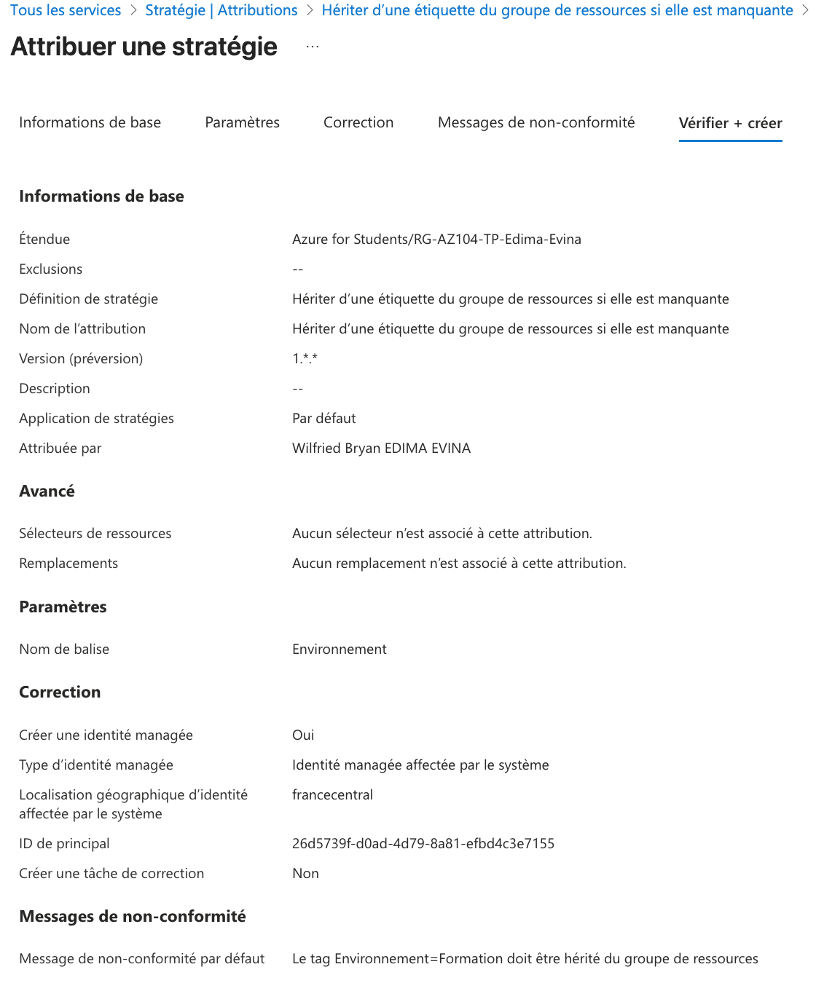 Tous les services > Stratégie | Attributions > Hériter d’une étiquette du groupe de ressources si elle est manquante >
Attribuer une stratégie ...
Informations de base Paramètres Correction Messages de non-conformité Vérifier + créer
Informations de base
Étendue Azure for Students/RG-AZ104-TP-Edima-Evina
Exclusions --
Définition de stratégie Hériter d’une étiquette du groupe de ressources si elle est manquante
Nom de l’attribution Hériter d’une étiquette du groupe de ressources si elle est manquante
Version (préversion) 1.*.*
Description --
Application de stratégies Par défaut
Attribuée par Wilfried Bryan EDIMA EVINA
Avancé
Sélecteurs de ressources Aucun sélecteur n’est associé à cette attribution.
Remplacements Aucun remplacement n’est associé à cette attribution.
Paramètres
Nom de balise Environnement
Correction
Créer une identité managée Oui
Type d’identité managée Identité managée affectée par le système
Localisation géographique d’identité francecentral
affectée par le système
ID de principal 26d5739f-d0ad-4d79-8a81-efbd4c3e7155
Créer une tâche de correction Non
Messages de non-conformité
Message de non-conformité par défaut Le tag Environnement=Formation doit être hérité du groupe de ressources